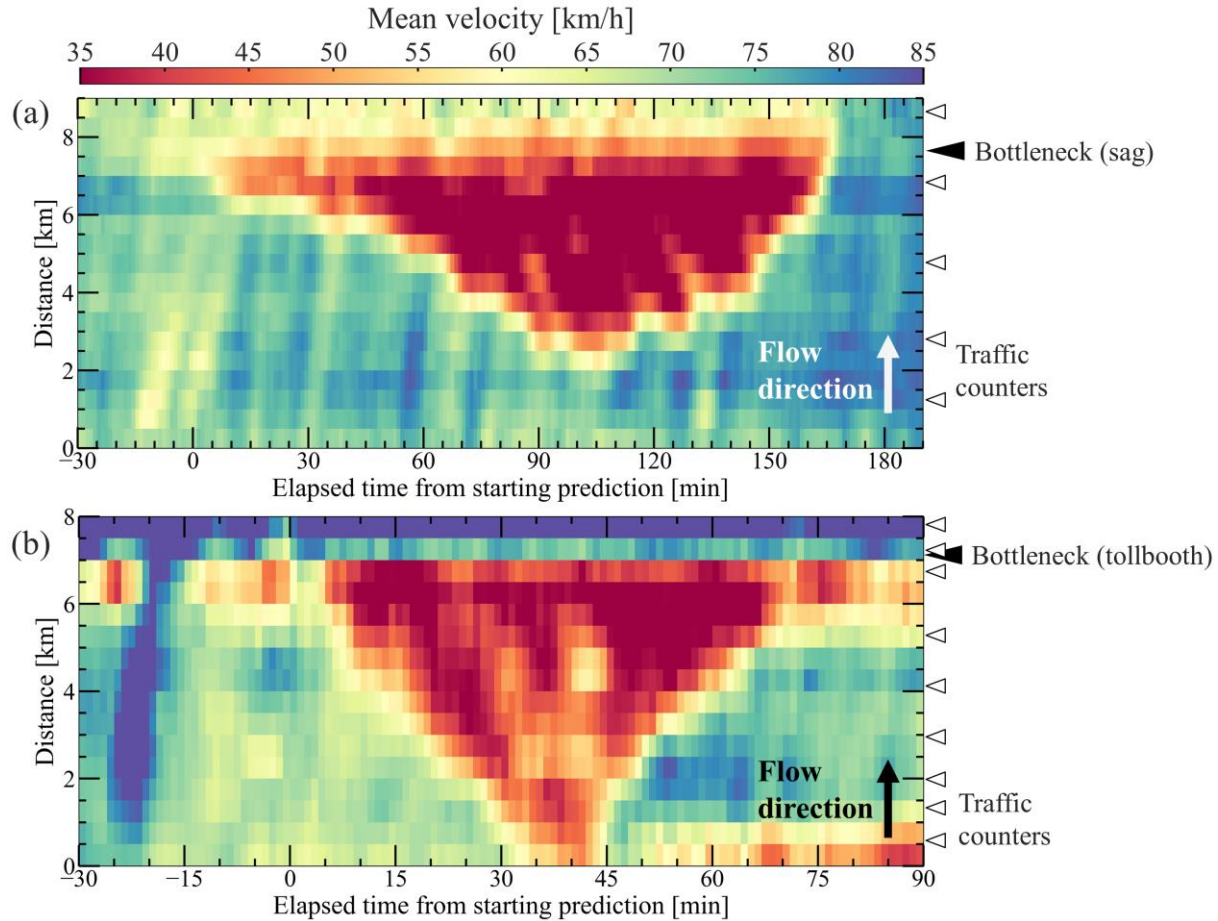 Mean velocity [km/h]
35 40 45 50 55 60 65 70 75 80 85
(a)
8
6
4
2
0
Distance [km]
Bottleneck (sag)
Flow
direction
Traffic
counters
−30 0 30 60 90 120 150 180
Elapsed time from starting prediction [min]
(b)
8
6
4
2
0
Distance [km]
Bottleneck (tollbooth)
Flow
direction
Traffic
counters
−30 −15 0 15 30 45 60 75 90
Elapsed time from starting prediction [min]